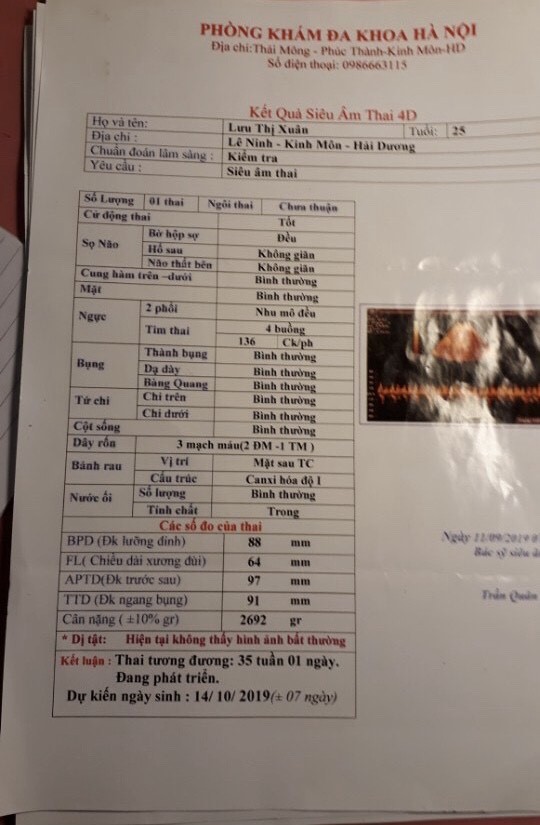 PHÒNG KHÁM ĐA KHOA HÀ NỘI
Địa chỉ:Thái Mông - Phúc Thành-Kinh Môn-HD
Số điện thoại: 0986663115
Kết Quả Siêu Âm Thai 4D
Họ và tên: Lưu Thị Xuân Tuổi: 25
Địa chỉ : Lê Ninh - Kinh Môn - Hải Dương
Chuẩn đoán lâm sàng : Kiểm tra
Yêu cầu : Siêu âm thai
Số Lượng 01 thai Ngôi thai Chưa thuận
Cử động thai Tốt
Sọ Não Bờ hộp sọ Đều
Hố sau Không giãn
Não thất bên Không giãn
Cung hàm trên –dưới Bình thường
Mặt Bình thường
Ngực 2 phổi Nhu mô đều
Tim thai 4 buồng
136 Ck/ph
Bụng Thành bụng Bình thường
Dạ dày Bình thường
Bàng Quang Bình thường
Tứ chi Chi trên Bình thường
Chi dưới Bình thường
Cột sống Bình thường
Dây rốn 3 mạch máu(2 ĐM -1 TM )
Bánh rau Vị trí Mặt sau TC
Cấu trúc Canxi hóa độ I
Nước ối Số lượng Bình thường
Tính chất Trong
Các số đo của thai
BPD (Đk lưỡng đỉnh) 88 mm
FL( Chiều dài xương đùi) 64 mm
APTD(Đk trước sau) 97 mm
TTD (Đk ngang bụng) 91 mm
Cân nặng ( ±10% gr) 2692 gr
* Dị tật: Hiện tại không thấy hình ảnh bất thường
Kết luận : Thai tương đương: 35 tuần 01 ngày.
Đang phát triển.
Dự kiến ngày sinh : 14/ 10/ 2019(± 07 ngày)
Ngày 11/09/2019
Bác sỹ siêu
Trần Quân